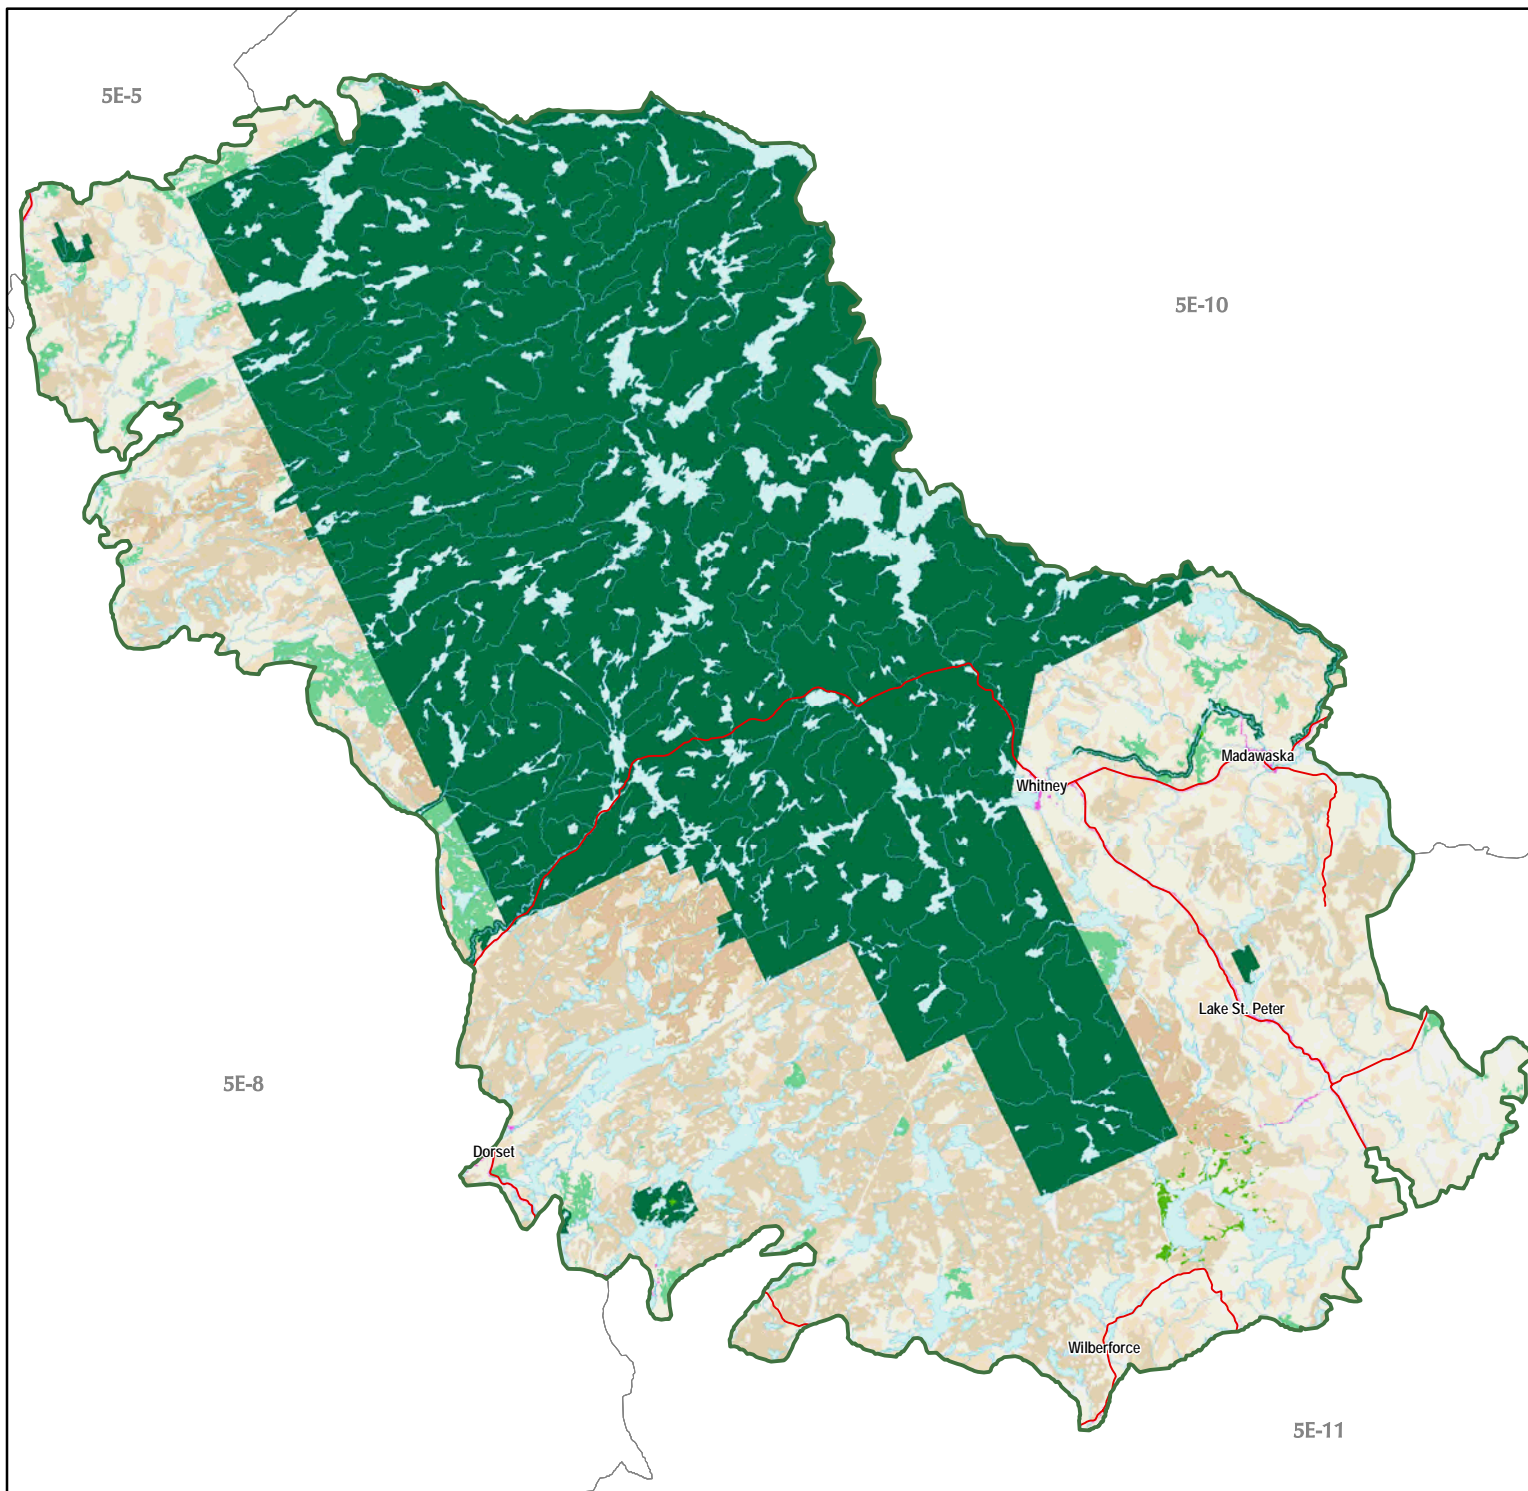 5E-5
5E-10
Madawaska
Whitney
Lake St. Peter
5E-8
Dorset
Wilberforce
5E-11